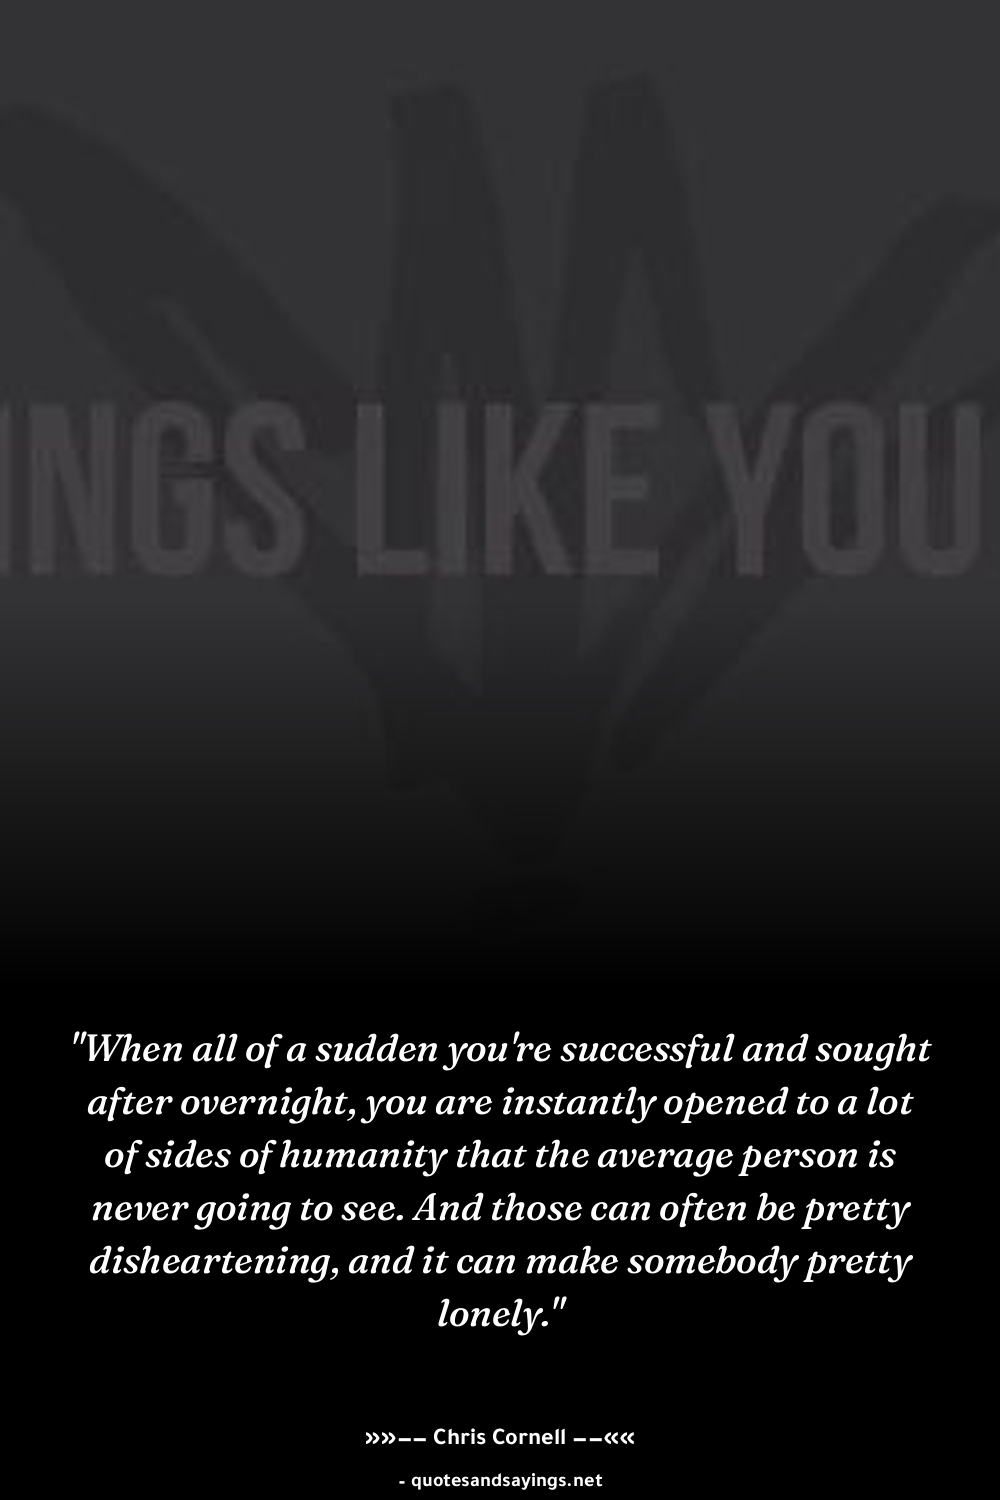 INGS LIKE YOU
"When all of a sudden you're successful and sought
after overnight, you are instantly opened to a lot
of sides of humanity that the average person is
never going to see. And those can often be pretty
disheartening, and it can make somebody pretty
lonely."
»»–– Chris Cornell ––««
- quotesandsayings.net